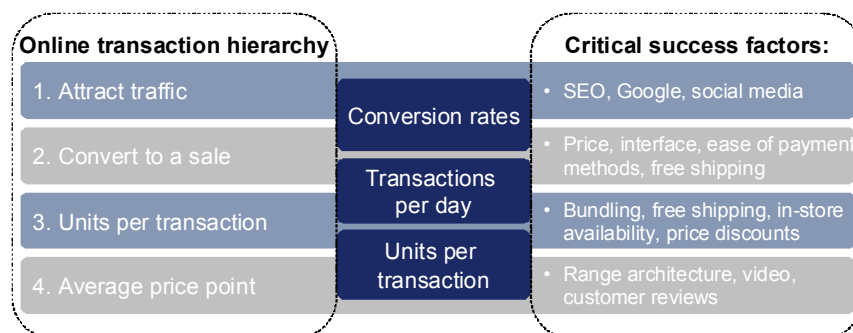 Online transaction hierarchy
Critical success factors:
1. Attract traffic
2. Convert to a sale
3. Units per transaction
4. Average price point
Conversion rates
Transactions
per day
Units per
transaction
• SEO, Google, social media
• Price, interface, ease of payment
methods, free shipping
• Bundling, free shipping, in-store
availability, price discounts
• Range architecture, video,
customer reviews